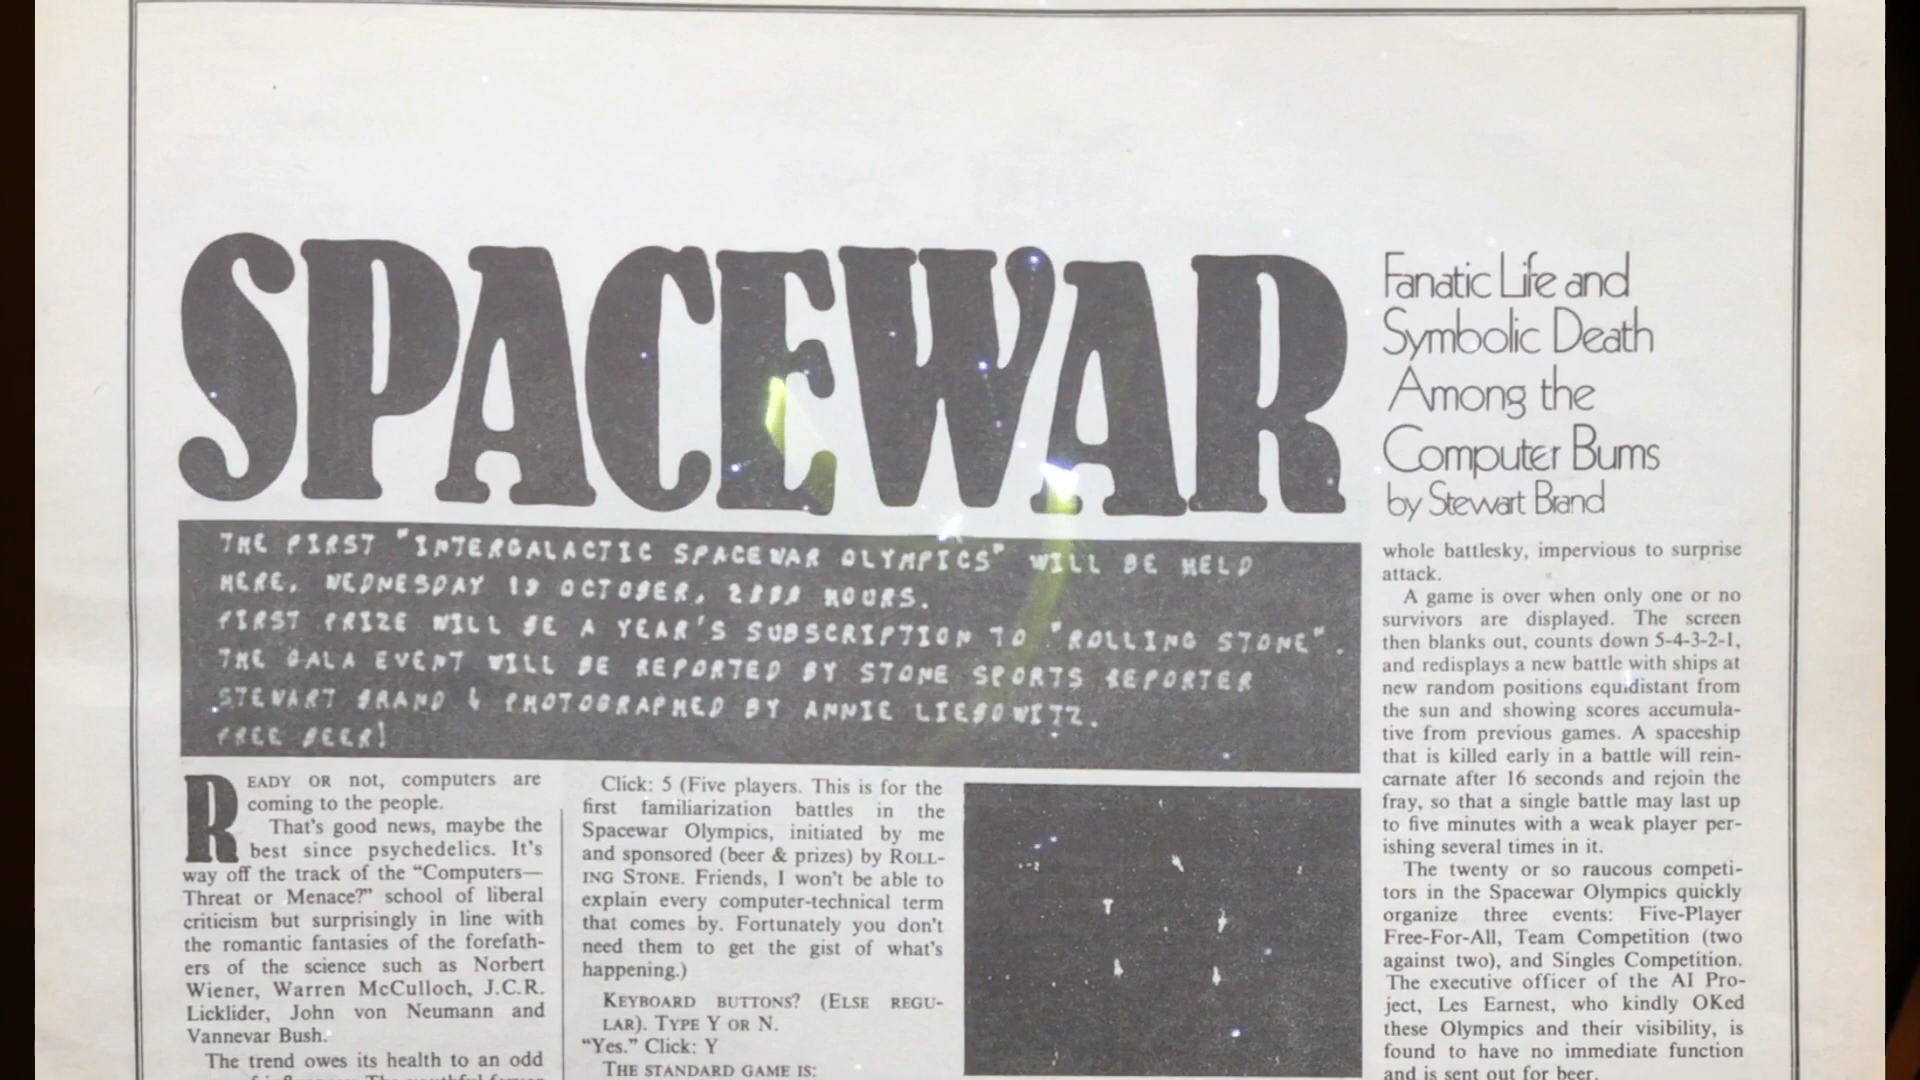 SPACEWAR
Fanatic Life and
Symbolic Death
Among the
Computer Bums
by Stewart Brand
THE FIRST "INTERGALACTIC SPACEWAR OLYMPICS" WILL BE HELD
HERE, WEDNESDAY 19 OCTOBER, 2000 HOURS.
FIRST PRIZE WILL BE A YEAR'S SUBSCRIPTION TO "ROLLING STONE".
THE GALA EVENT WILL BE REPORTED BY STONE SPORTS REPORTER
STEWART BRAND & PHOTOGRAPHED BY ANNIE LIEBOWITZ.
FREE BEER!
READY OR not, computers are
coming to the people.
That's good news, maybe the
best since psychedelics. It's
way off the track of the “Computers—
Threat or Menace?” school of liberal
criticism but surprisingly in line with
the romantic fantasies of the forefath-
ers of the science such as Norbert
Wiener, Warren McCulloch, J.C.R.
Licklider, John von Neumann and
Vannevar Bush.
The trend owes its health to an odd
Click: 5 (Five players. This is for the
first familiarization battles in the
Spacewar Olympics, initiated by me
and sponsored (beer & prizes) by ROLL-
ING STONE. Friends, I won't be able to
explain every computer-technical term
that comes by. Fortunately you don't
need them to get the gist of what's
happening.)
KEYBOARD BUTTONS? (ELSE REGU-
LAR). TYPE Y OR N.
“Yes.” Click: Y
THE STANDARD GAME IS:
whole battlesky, impervious to surprise
attack.
A game is over when only one or no
survivors are displayed. The screen
then blanks out, counts down 5-4-3-2-1,
and redisplays a new battle with ships at
new random positions equidistant from
the sun and showing scores accumula-
tive from previous games. A spaceship
that is killed early in a battle will rein-
carnate after 16 seconds and rejoin the
fray, so that a single battle may last up
to five minutes with a weak player per-
ishing several times in it.
The twenty or so raucous competi-
tors in the Spacewar Olympics quickly
organize three events: Five-Player
Free-For-All, Team Competition (two
against two), and Singles Competition.
The executive officer of the AI Pro-
ject, Les Earnest, who kindly OKed
these Olympics and their visibility, is
found to have no immediate function
and is sent out for beer.